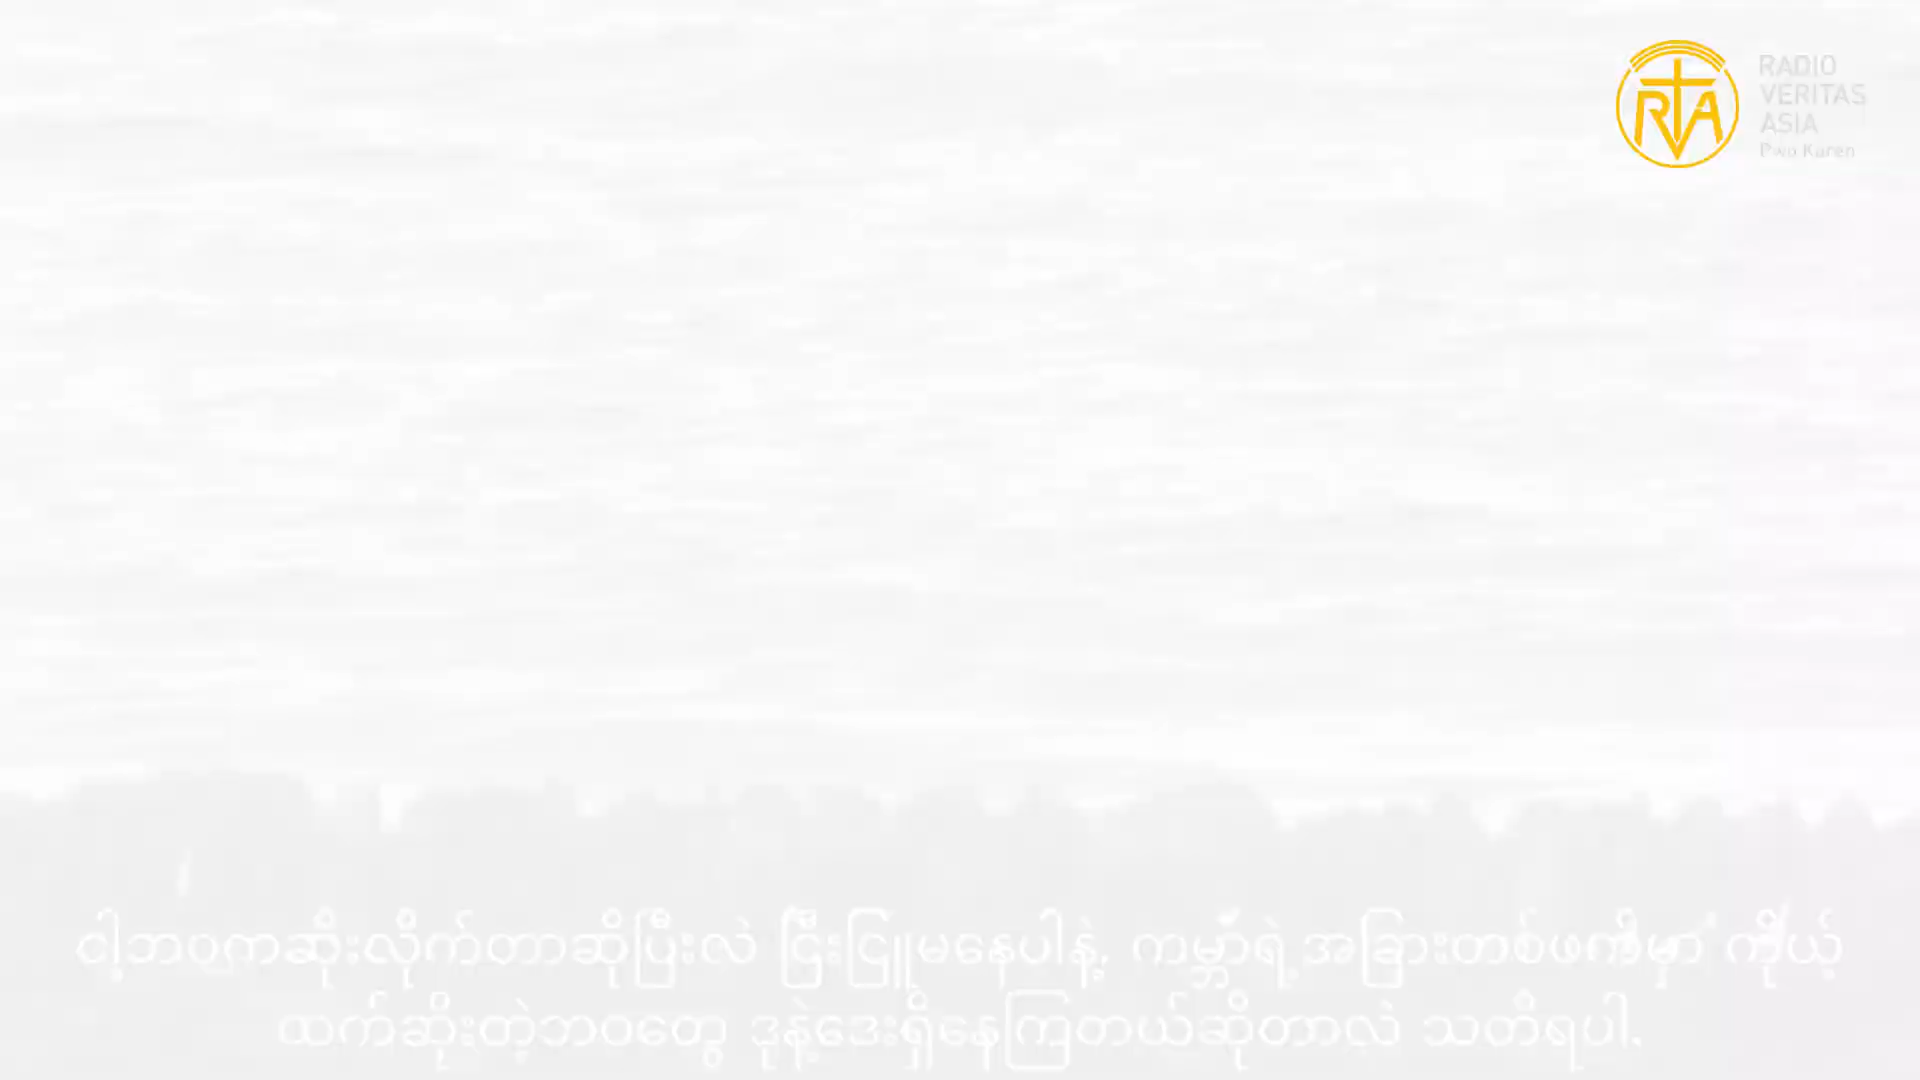 RADIO
VERITAS
ASIA
Pwo Karen
RVA
ငါ့ဘဝကဆိုးလိုက်တာဆိုပြီးလဲ ငြီးငြူမနေပါနဲ့, ကမ္ဘာရဲ့အခြားတစ်ဖက်မှာ ကိုယ့်
ထက်ဆိုးတဲ့ဘဝတွေ ဒုနဲ့ဒေးရှိနေကြတယ်ဆိုတာလဲ သတိရပါ.